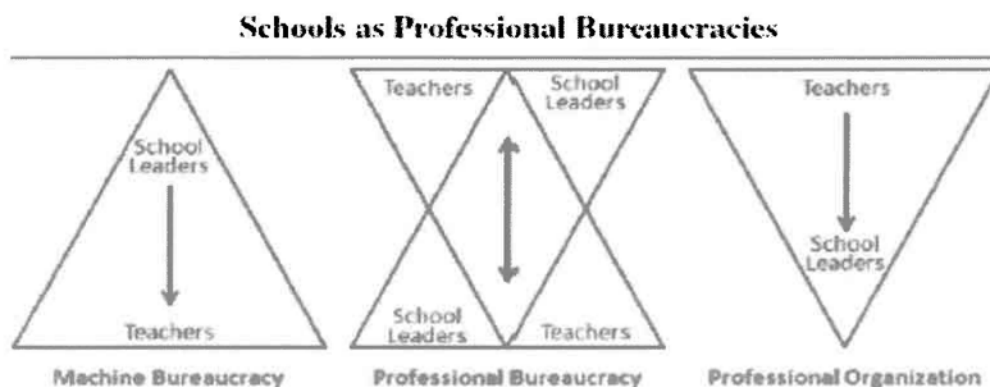 Schools as Professional Bureaucracies
School
Leaders
Teachers
Machine Bureaucracy
Teachers
School
Leaders
School
Leaders
Teachers
Professional Bureaucracy
Teachers
School
Leaders
Professional Organization